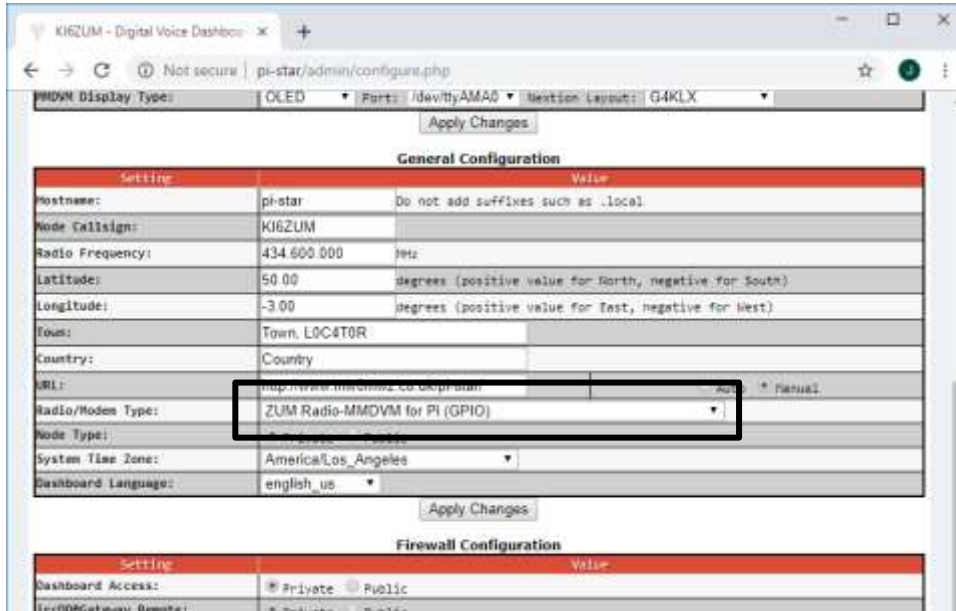 KI6ZUM - Digital Voice Dashboar
Not secure | pi-star/admin/configure.php
MMDVM Display Type: OLED Port: /dev/ttyAMA0 Nextion Layout: G4KLX
Apply Changes
General Configuration
Setting Value
Hostname: pi-star Do not add suffixes such as .local
Node Callsign: KI6ZUM
Radio Frequency: 434.600.000 MHz
Latitude: 50.00 degrees (positive value for North, negative for South)
Longitude: -3.00 degrees (positive value for East, negative for West)
Town: Town, L0C4T0R
Country: Country
URL: Auto Manual
Radio/Modem Type: ZUM Radio-MMDVM for Pi (GPIO)
Node Type:
System Time Zone: America/Los_Angeles
Dashboard Language: english_us
Apply Changes
Firewall Configuration
Setting Value
Dashboard Access: Private Public
ircDDBGateway Remote: Private Public